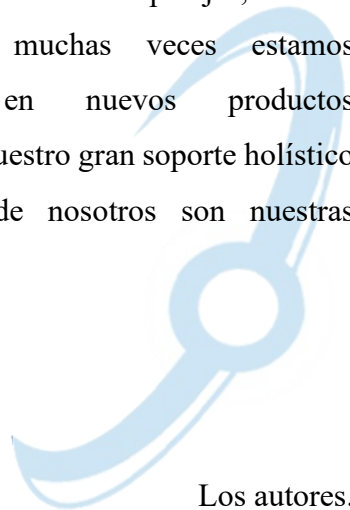 muchas veces estamos
en nuevos productos
uestro gran soporte holístico
de nosotros son nuestras
Los autores.